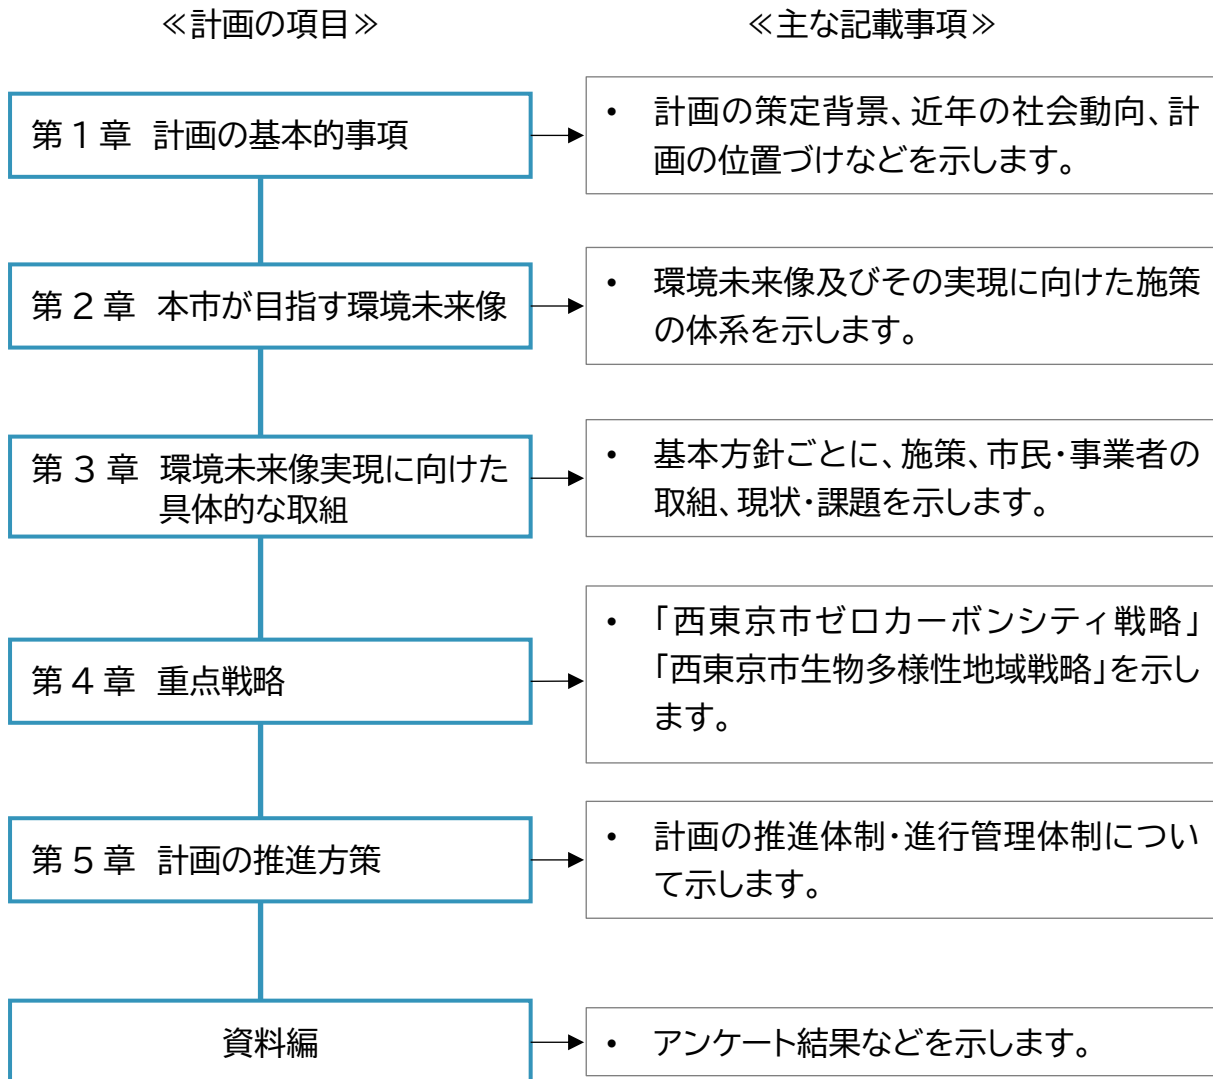 ≪計画の項目≫
≪主な記載事項≫
第1章 計画の基本的事項
• 計画の策定背景、近年の社会動向、計
画の位置づけなどを示します。
第2章 本市が目指す環境未来像
• 環境未来像及びその実現に向けた施策
の体系を示します。
第3章 環境未来像実現に向けた
具体的な取組
• 基本方針ごとに、施策、市民・事業者の
取組、現状・課題を示します。
第4章 重点戦略
• 「西東京市ゼロカーボンシティ戦略」
「西東京市生物多様性地域戦略」を示し
ます。
第5章 計画の推進方策
• 計画の推進体制・進行管理体制につい
て示します。
資料編
• アンケート結果などを示します。